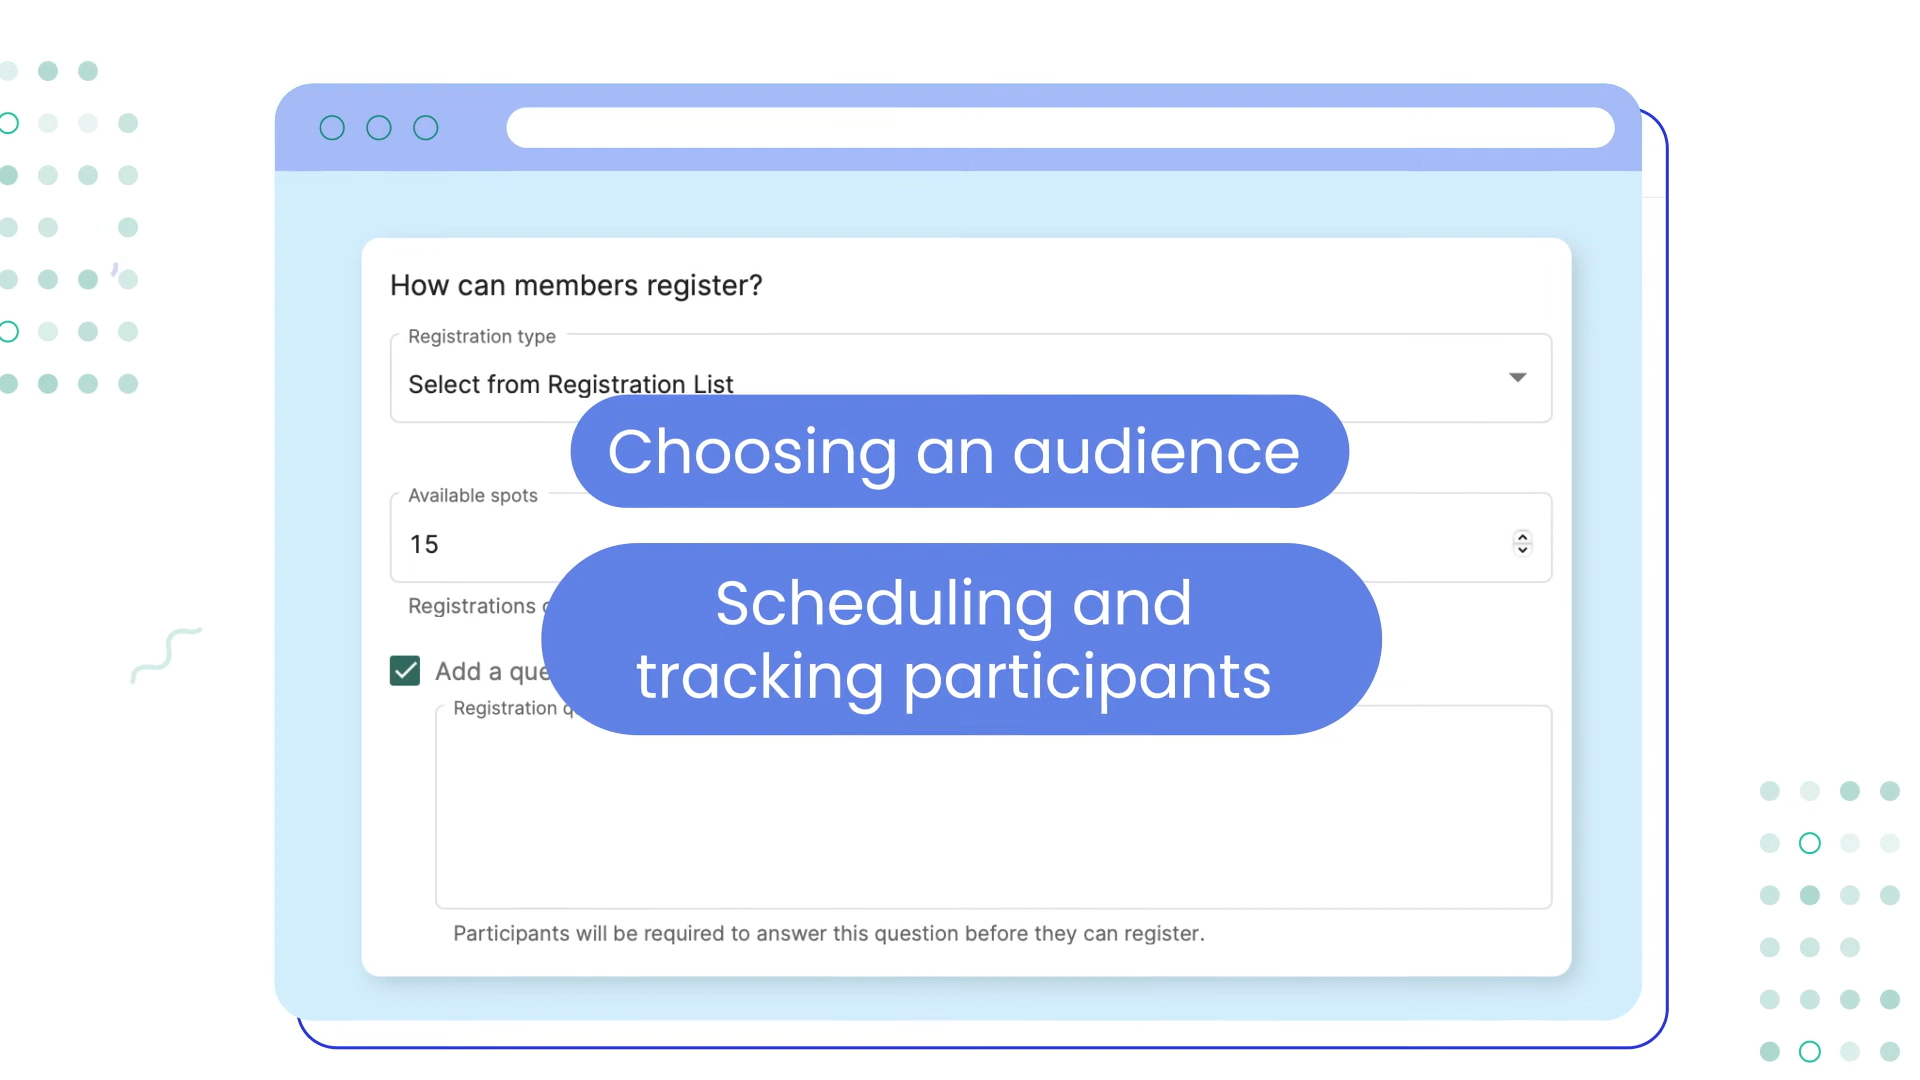 How can members register?
Registration type
Select from Registration List
Choosing an audience
Available spots
15
Scheduling and
tracking participants
Registrations
Add a
Registration
Participants will be required to answer this question before they can register.